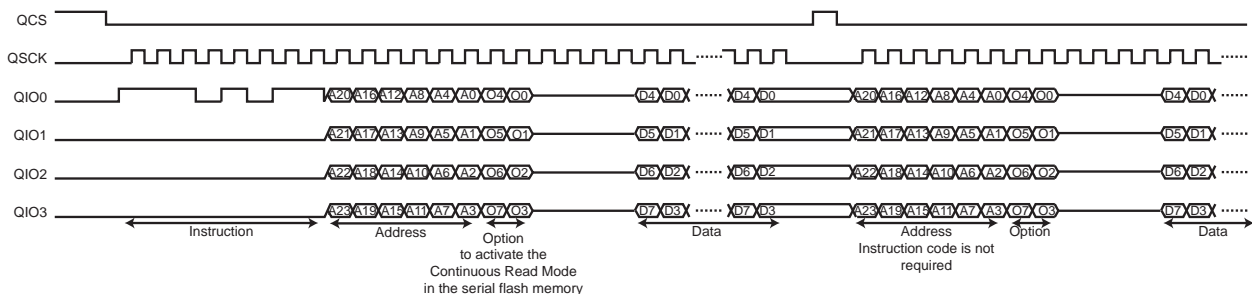 QCS
QSCK ...... ......
QIO0 A20 A16 A12 A8 A4 A0 O4 O0 D4 D0 ...... D4 D0 A20 A16 A12 A8 A4 A0 O4 O0 D4 D0 ......
QIO1 A21 A17 A13 A9 A5 A1 O5 O1 D5 D1 ...... D5 D1 A21 A17 A13 A9 A5 A1 O5 O1 D5 D1 ......
QIO2 A22 A18 A14 A10 A6 A2 O6 O2 D6 D2 ...... D6 D2 A22 A18 A14 A10 A6 A2 O6 O2 D6 D2 ......
QIO3 A23 A19 A15 A11 A7 A3 O7 O3 D7 D3 ...... D7 D3 A23 A19 A15 A11 A7 A3 O7 O3 D7 D3 ......
Instruction Address Option Data Address Option Data
to activate the
Continuous Read Mode
in the serial flash memory
Instruction code is not
required